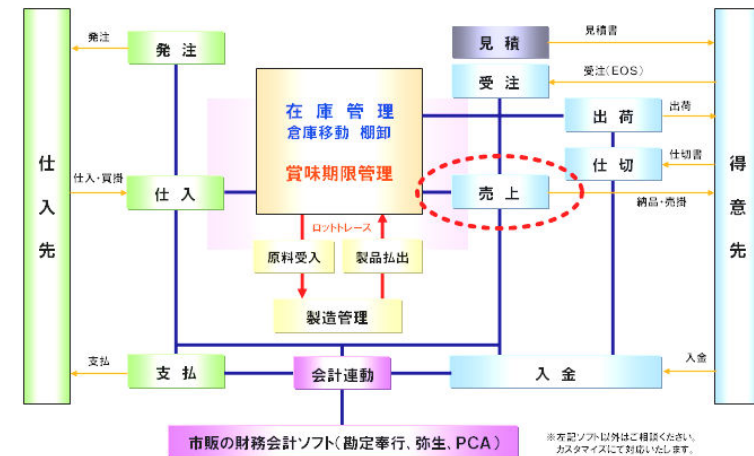 発注
発注
見積
見積書
受注
受注(EOS)
在庫管理
倉庫移動 棚卸
賞味期限管理
出荷
出荷
仕切
仕切書
仕入先
仕入・買掛
仕入
売上
納品・売掛
得意先
ロットトレース
原料受入
製品払出
製造管理
支払
支払
会計連動
入金
入金
市販の財務会計ソフト(勘定奉行、弥生、PCA)
※左記ソフト以外はご相談ください。
カスタマイズにて対応いたします。